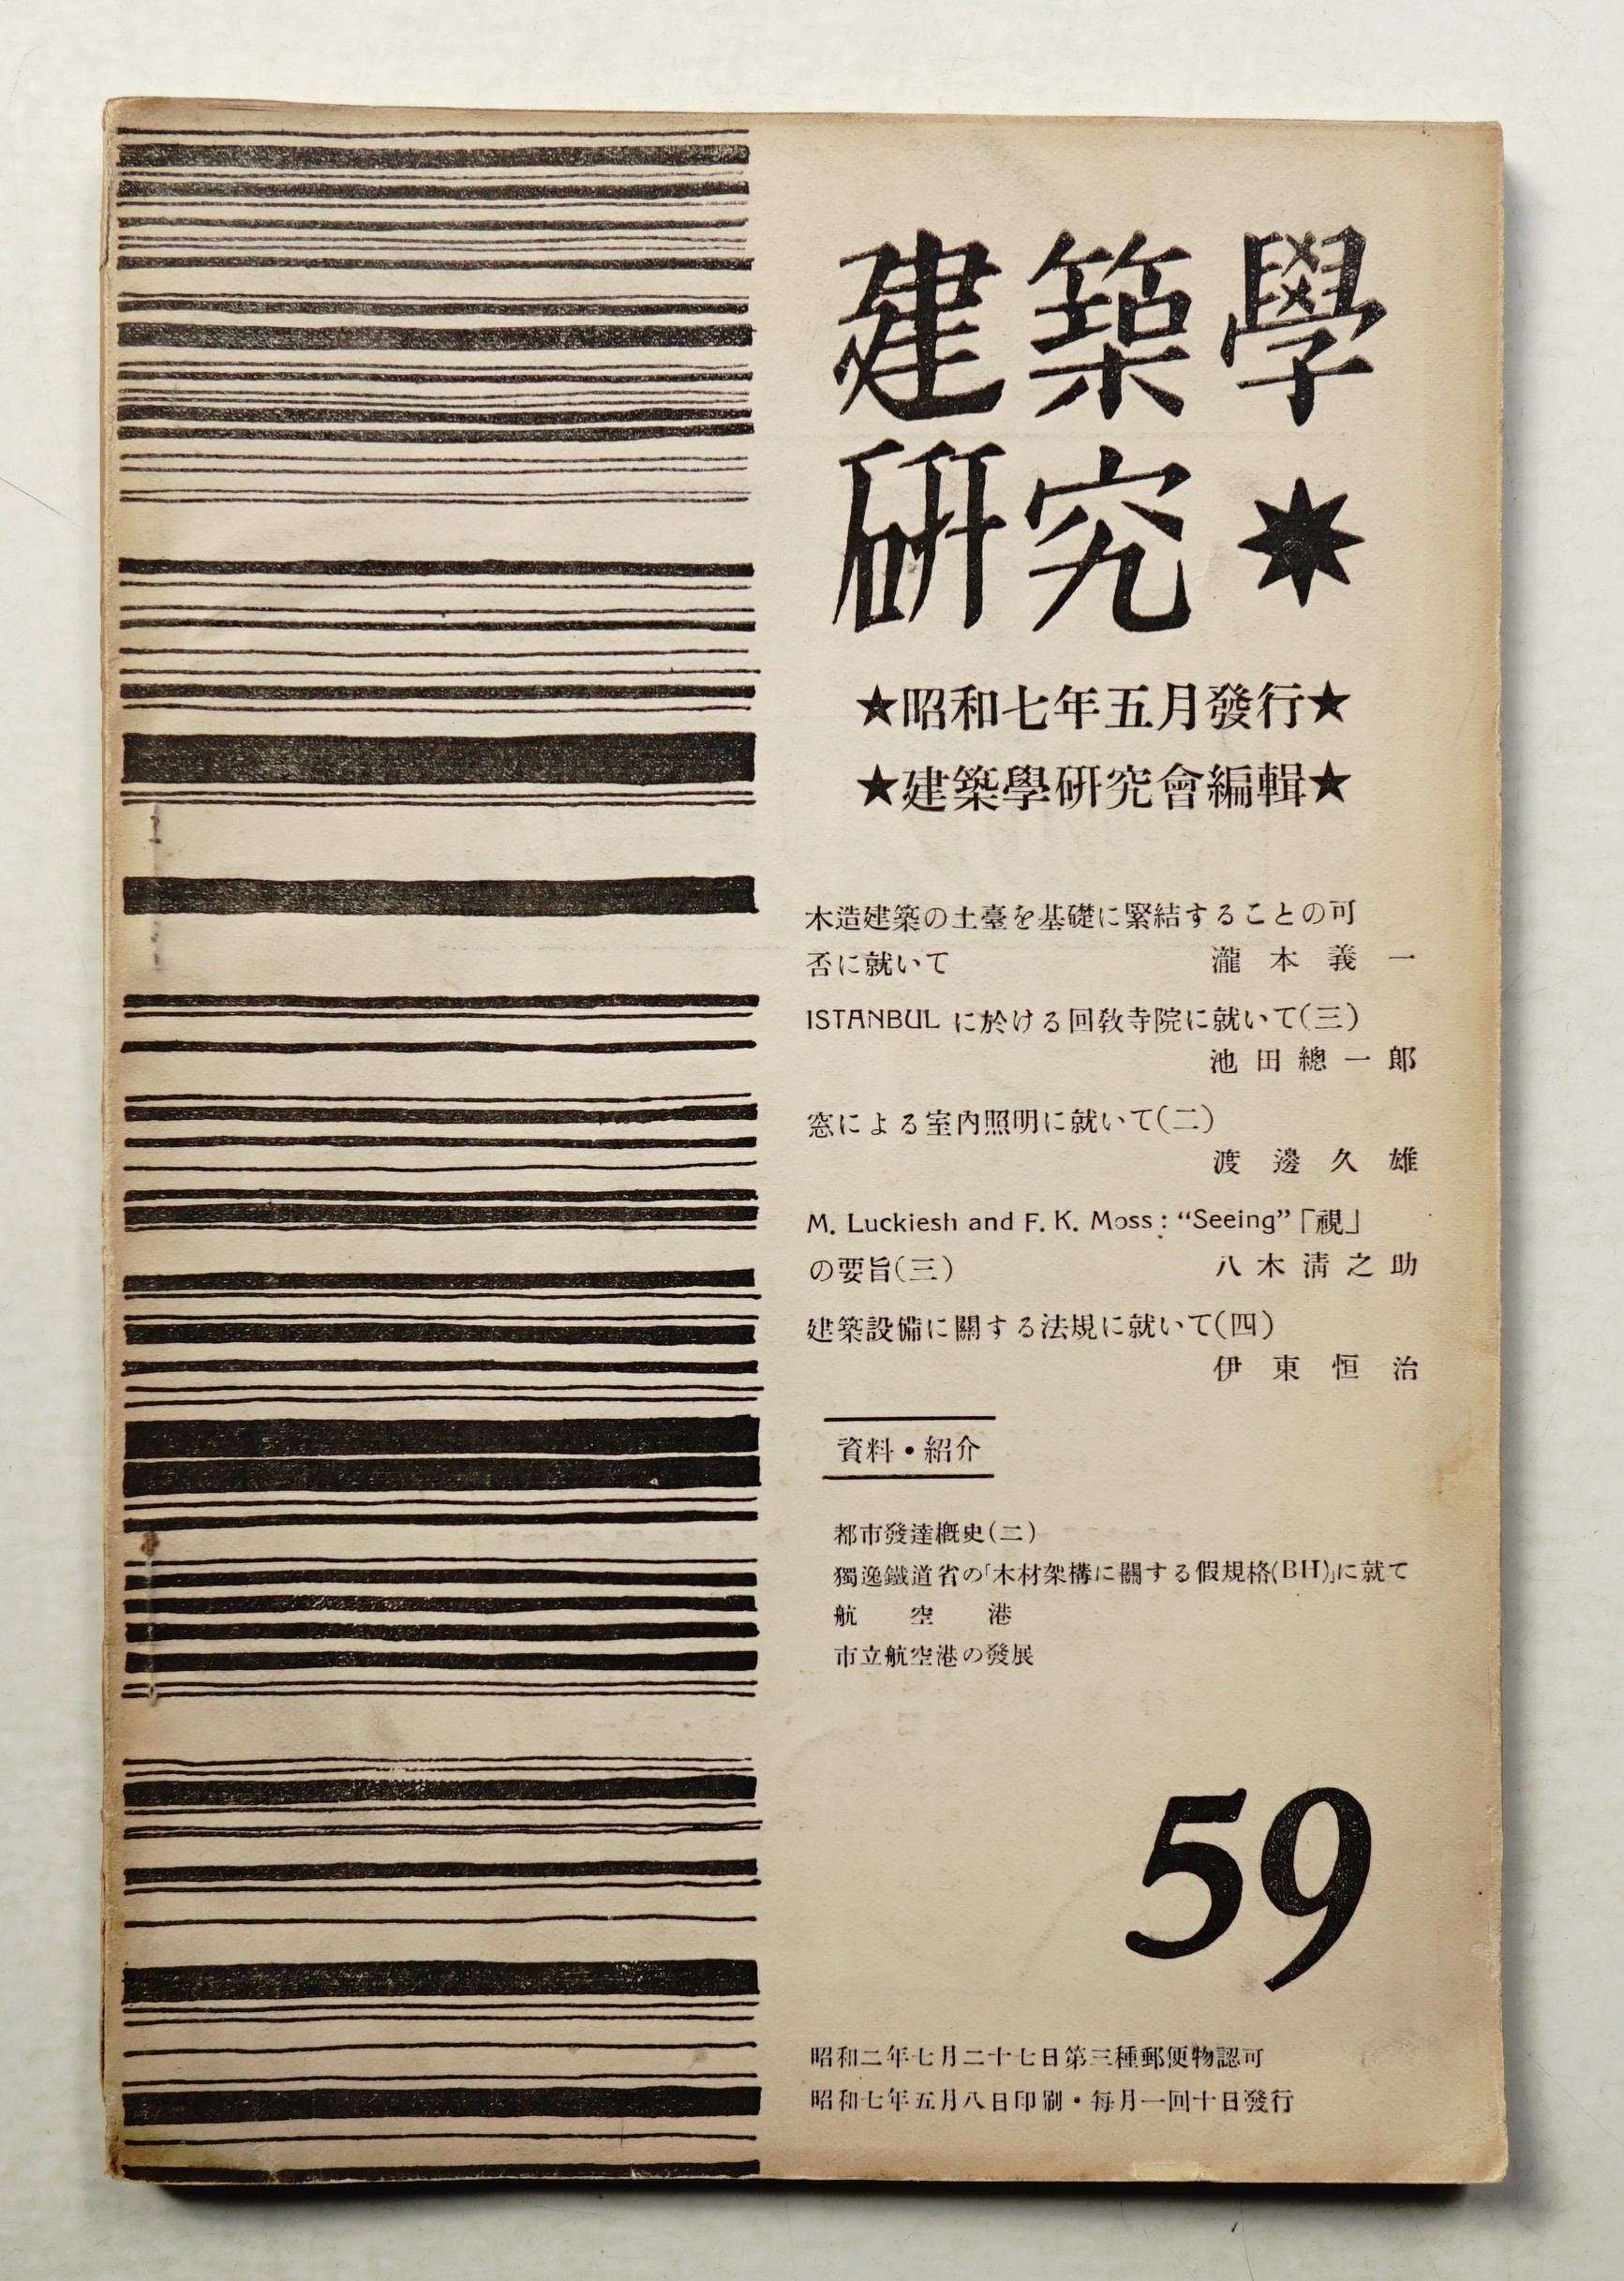 建築學
研究
★昭和七年五月發行★
★建築學硏究會編輯★
木造建築の土臺を基礎に緊結することの可
否に就いて 瀧本義一
ISTANBUL に於ける回敎寺院に就いて(三)
池田總一郎
窓による室內照明に就いて(二)
渡邊久雄
M. Luckiesh and F. K. Moss : “Seeing”「視」
の要旨(三) 八木淸之助
建築設備に關する法規に就いて(四)
伊東恒治
資料・紹介
都市發達槪史(二)
獨逸鐵道省の「木材架構に關する假規格(BH)」に就て
航空港
市立航空港の發展
59
昭和二年七月二十七日第三種郵便物認可
昭和七年五月八日印刷・每月一回十日發行